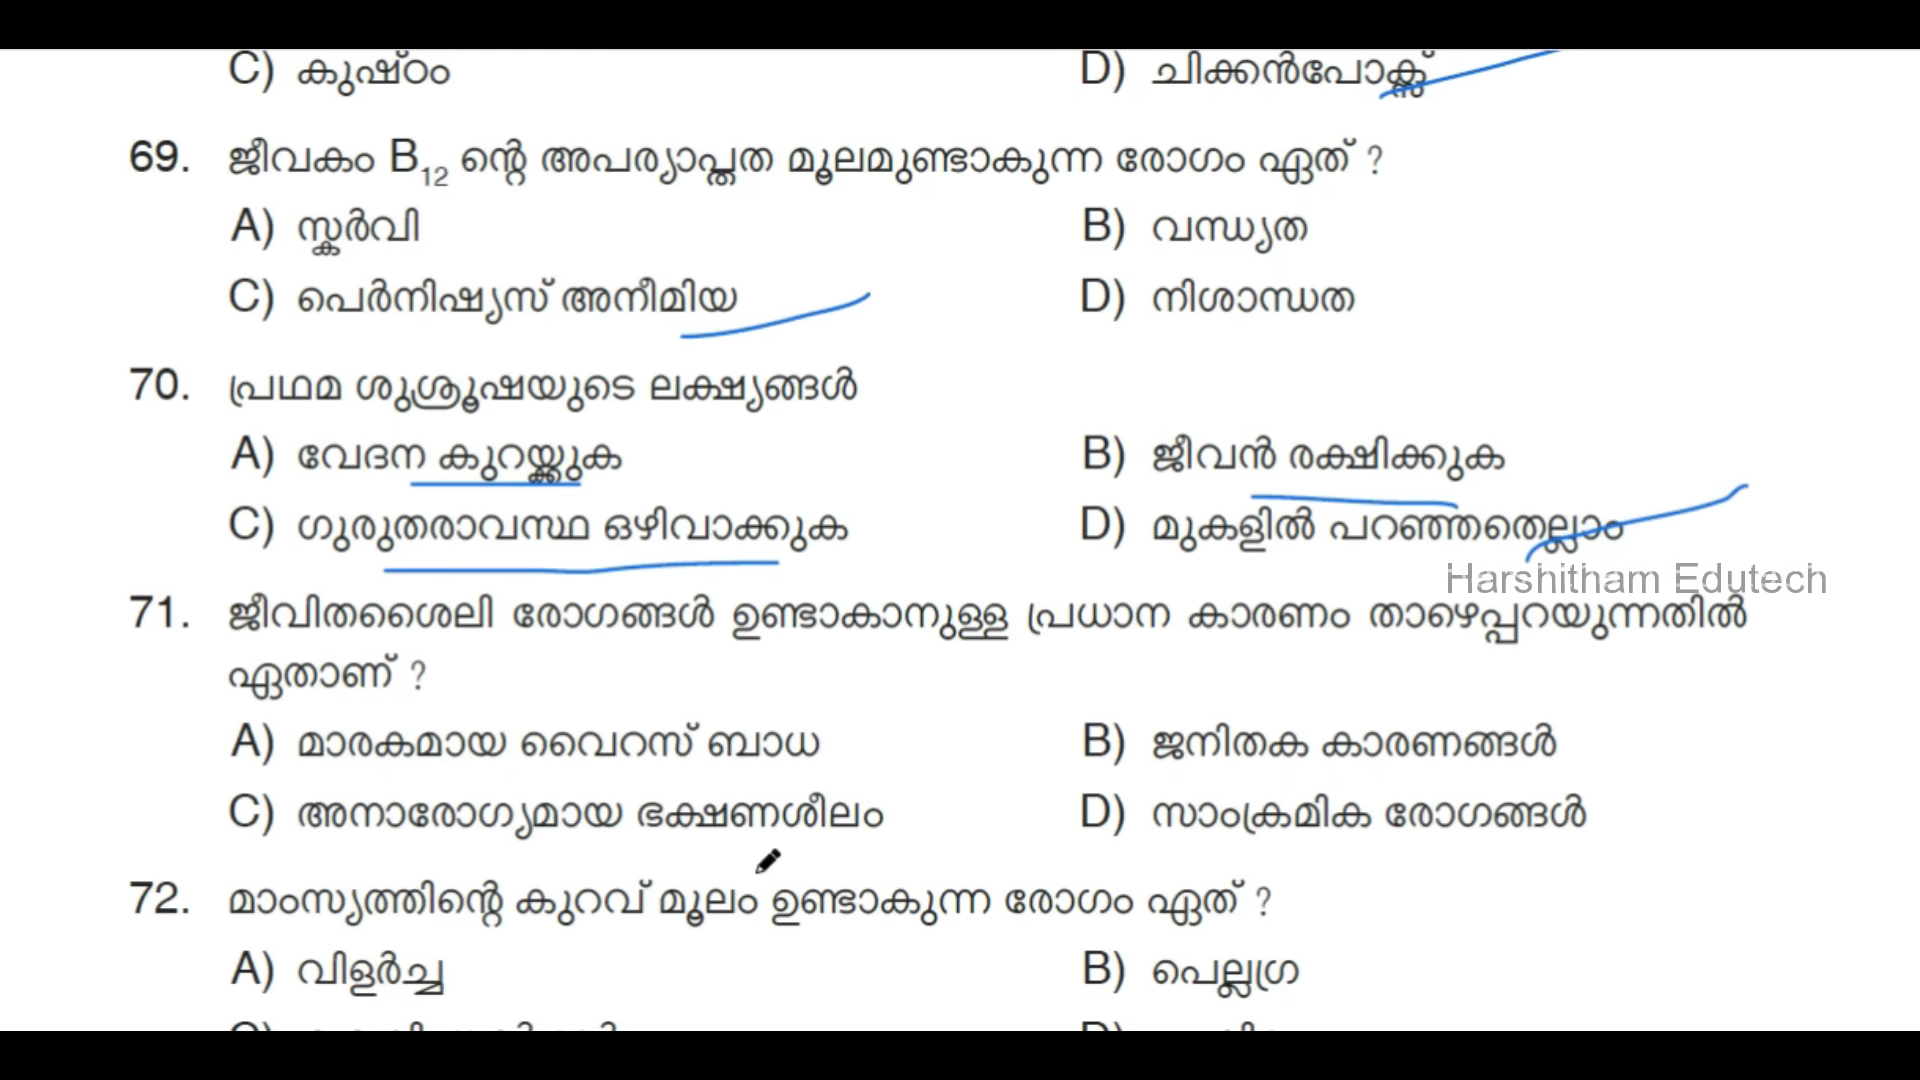 C) കുഷ്ഠം D) ചിക്കൻപോക്സ്
69. ജീവകം B12 ന്റെ അപര്യാപ്തത മൂലമുണ്ടാകുന്ന രോഗം ഏത് ?
A) സ്കർവി B) വന്ധ്യത
C) പെർനിഷ്യസ് അനീമിയ D) നിശാന്ധത
70. പ്രഥമ ശുശ്രൂഷയുടെ ലക്ഷ്യങ്ങൾ
A) വേദന കുറയ്ക്കുക B) ജീവൻ രക്ഷിക്കുക
C) ഗുരുതരാവസ്ഥ ഒഴിവാക്കുക D) മുകളിൽ പറഞ്ഞതെല്ലാം
Harshitham Edutech
71. ജീവിതശൈലി രോഗങ്ങൾ ഉണ്ടാകാനുള്ള പ്രധാന കാരണം താഴെപ്പറയുന്നതിൽ
ഏതാണ് ?
A) മാരകമായ വൈറസ് ബാധ B) ജനിതക കാരണങ്ങൾ
C) അനാരോഗ്യമായ ഭക്ഷണശീലം D) സാംക്രമിക രോഗങ്ങൾ
72. മാംസ്യത്തിന്റെ കുറവ് മൂലം ഉണ്ടാകുന്ന രോഗം ഏത് ?
A) വിളർച്ച B) പെല്ലഗ്ര